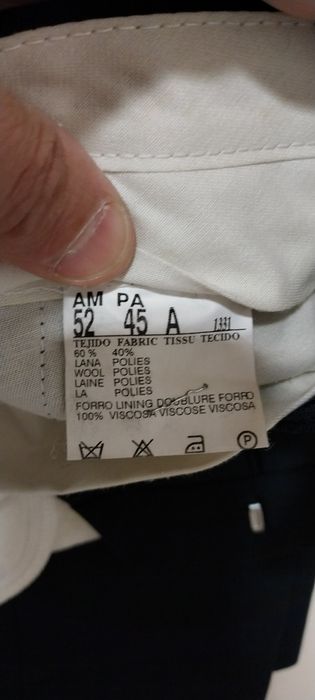 AM PA
52 45 A 1331
TEJIDO FABRIC TISSU TECIDO
60 % 40%
LANA POLIES
WOOL POLIES
LAINE POLIES
LA POLIES
FORRO LINING DOUBLURE FORRO
100% VISCOSA VISCOSE VISCOSA
P